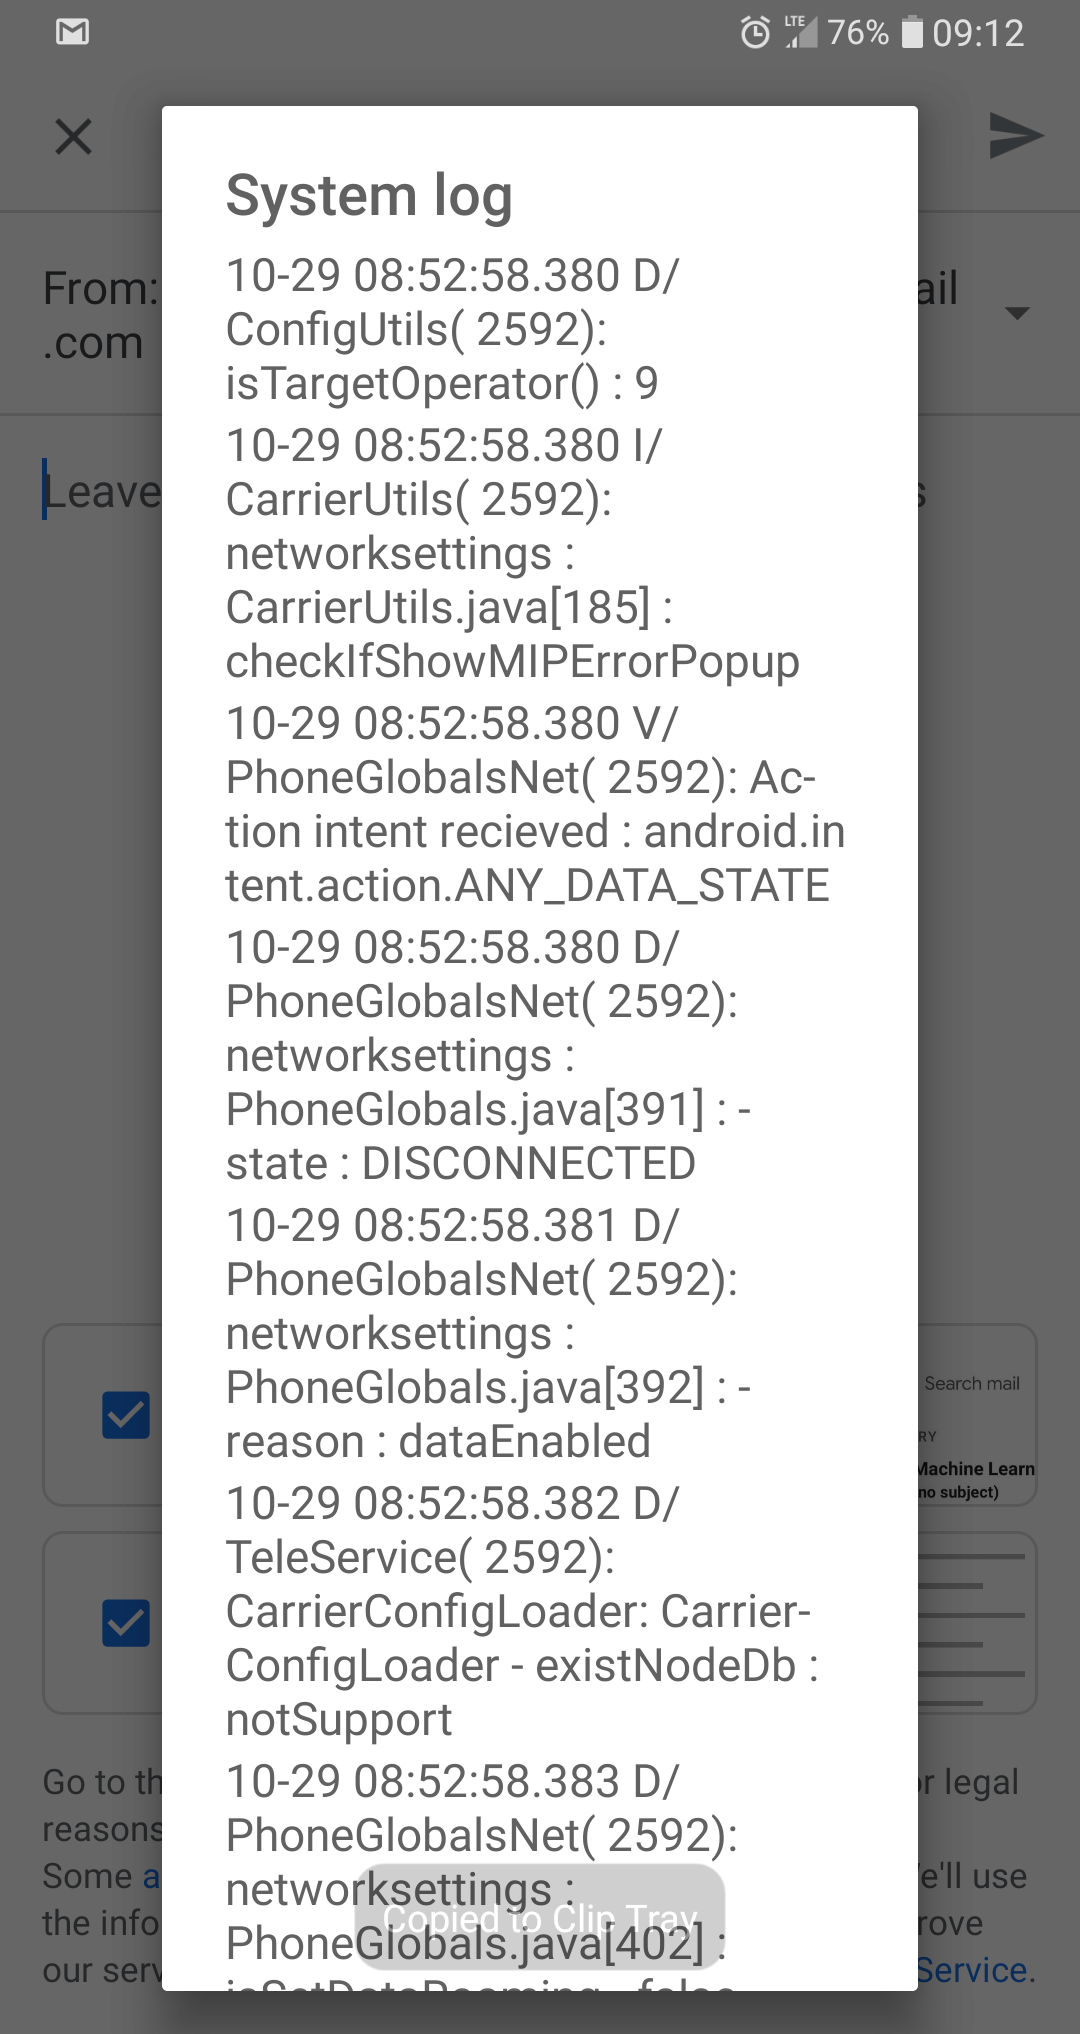 LTE 76% 09:12
System log
From: ail
.com
Leave s
10-29 08:52:58.380 D/
ConfigUtils( 2592):
isTargetOperator() : 9
10-29 08:52:58.380 I/
CarrierUtils( 2592):
networksettings :
CarrierUtils.java[185] :
checkIfShowMIPErrorPopup
10-29 08:52:58.380 V/
PhoneGlobalsNet( 2592): Ac-
tion intent recieved : android.in
tent.action.ANY_DATA_STATE
10-29 08:52:58.380 D/
PhoneGlobalsNet( 2592):
networksettings :
PhoneGlobals.java[391] : -
state : DISCONNECTED
10-29 08:52:58.381 D/
PhoneGlobalsNet( 2592):
networksettings :
PhoneGlobals.java[392] : -
reason : dataEnabled
10-29 08:52:58.382 D/
TeleService( 2592):
CarrierConfigLoader: Carrier-
ConfigLoader - existNodeDb :
notSupport
10-29 08:52:58.383 D/
PhoneGlobalsNet( 2592):
networksettings :
PhoneGlobals.java[402] :
Copied to Clip Tray
Search mail
RY
Machine Learn
no subject)
Go to th r legal
reasons
Some a e'll use
the info rove
our serv Service.